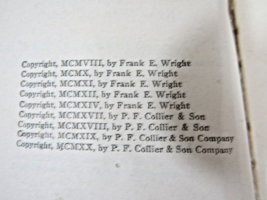 Copyright, MCMVIII, by Frank E. Wright
Copyright, MCMX, by Frank E. Wright
Copyright, MCMXI, by Frank E. Wright
Copyright, MCMXII, by Frank E. Wright
Copyright, MCMXIV, by Frank E. Wright
Copyright, MCMXVII, by P. F. Collier & Son
Copyright, MCMXVIII, by P. F. Collier & Son
Copyright, MCMXIX, by P. F. Collier & Son Company
Copyright, MCMXX, by P. F. Collier & Son Company